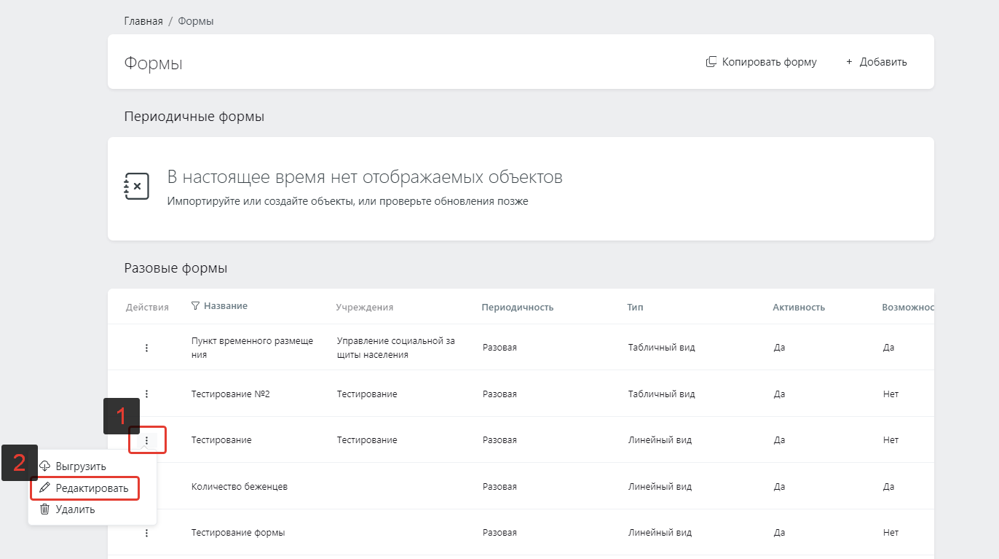 Главная / Формы
Формы
Копировать форму
+ Добавить
Периодичные формы
В настоящее время нет отображаемых объектов
Импортируйте или создайте объекты, или проверьте обновления позже
Разовые формы
Действия Название Учреждения Периодичность Тип Активность Возможнос
Пункт временного размеще
ния
Управление социальной за
щиты населения
Разовая Табличный вид Да Да
Тестирование №2 Тестирование Разовая Табличный вид Да Нет
1
Тестирование Тестирование Разовая Линейный вид Да Нет
2
Выгрузить
Редактировать
Удалить
Количество беженцев Разовая Линейный вид Да Да
Тестирование формы Разовая Линейный вид Да Нет